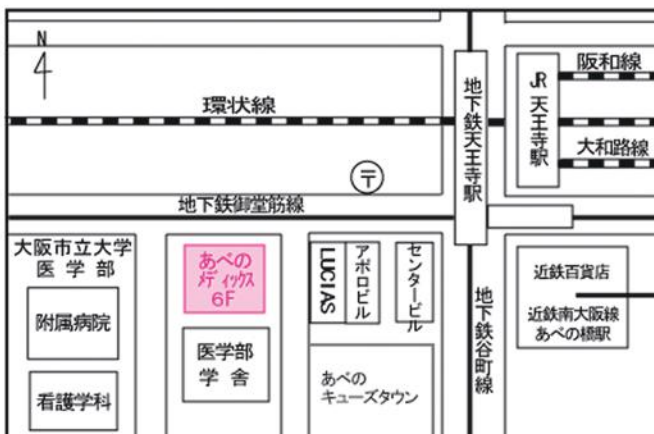 N
環状線
〒
地下鉄御堂筋線
地下鉄天王寺駅
JR
天王寺駅
阪和線
大和路線
大阪市立大学
医学部
附属病院
看護学科
あべの
メディックス
6F
医学部
学舎
LUCIAS
アポロビル
センタービル
あべの
キューズタウン
地下鉄谷町線
近鉄百貨店
近鉄南大阪線
あべの橋駅